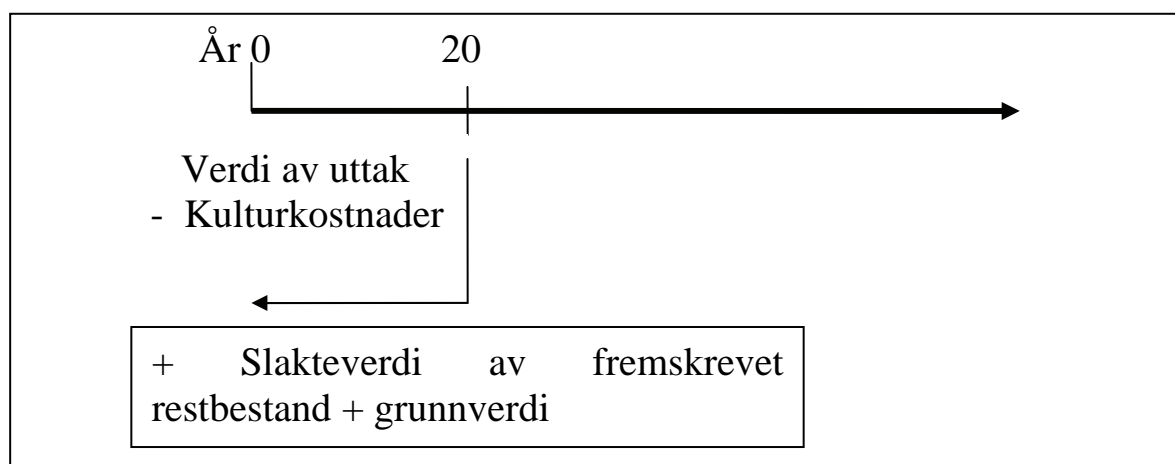 År 0 20
Verdi av uttak
- Kulturkostnader
+ Slakteverdi av fremskrevet
restbestand + grunnverdi